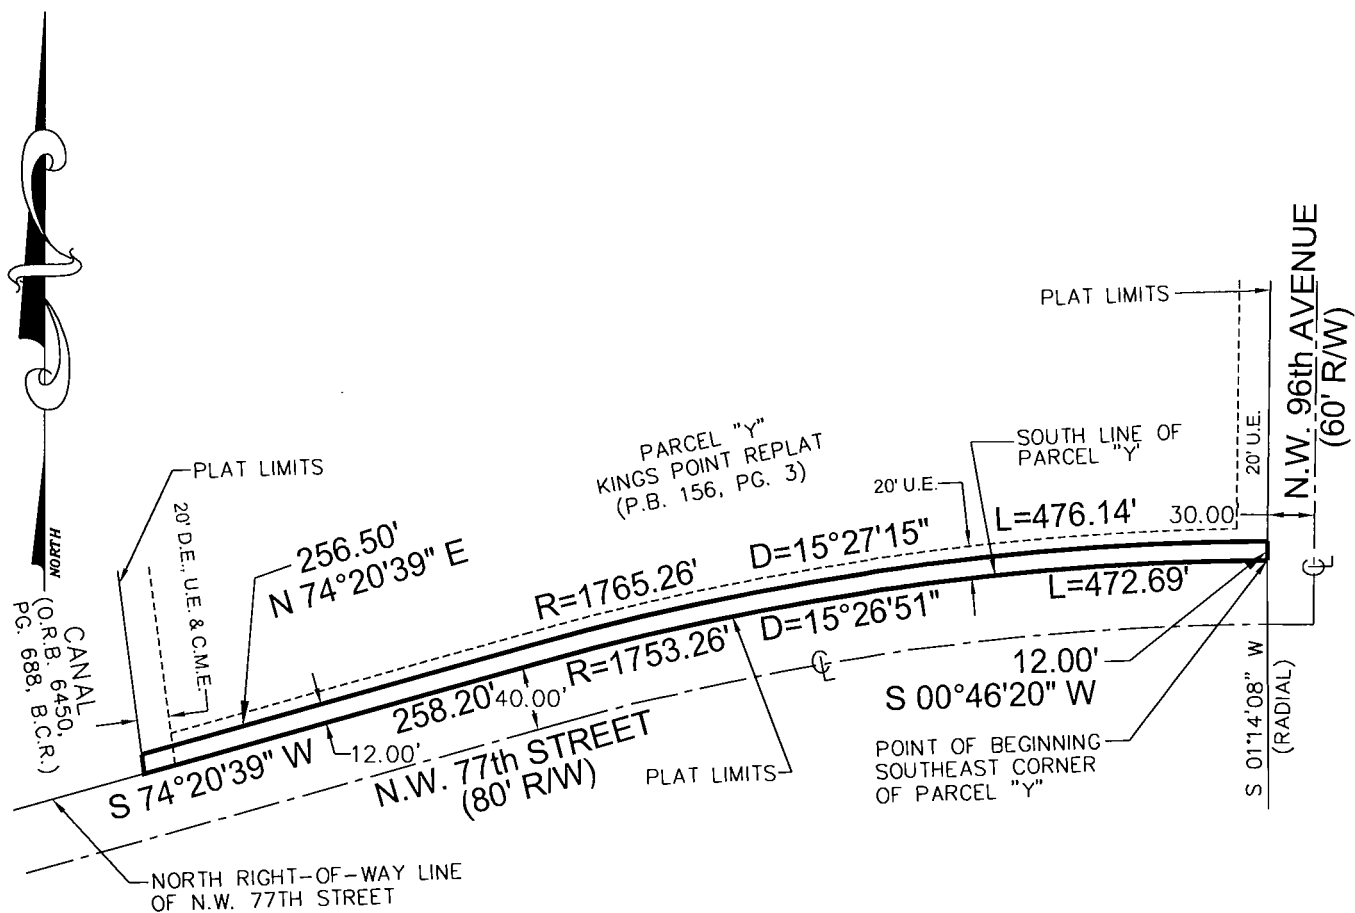 N.W. 96th AVENUE
(60' R/W)
PLAT LIMITS
20' U.E.
PARCEL "Y"
KINGS POINT REPLAT
(P.B. 156, PG. 3)
SOUTH LINE OF
PARCEL "Y'
PLAT LIMITS
20' U.E.
L=476.14'
30.00'
20' D.E., U.E. & C.M.E.
256.50'
N 74°20'39" E
D=15°27'15"
R=1765.26'
NORTH
CANAL
(O.R.B. 6450,
PG. 688, B.C.R.)
L=472.69'
D=15°26'51"
R=1753.26'
CL
CL
12.00'
S 00°46'20" W
258.20'
40.00'
S 74°20'39" W
12.00'
N.W. 77th STREET
(80' R/W)
PLAT LIMITS
POINT OF BEGINNING
SOUTHEAST CORNER
OF PARCEL "Y"
S 01°14'08" W
(RADIAL)
NORTH RIGHT-OF-WAY LINE
OF N.W. 77TH STREET